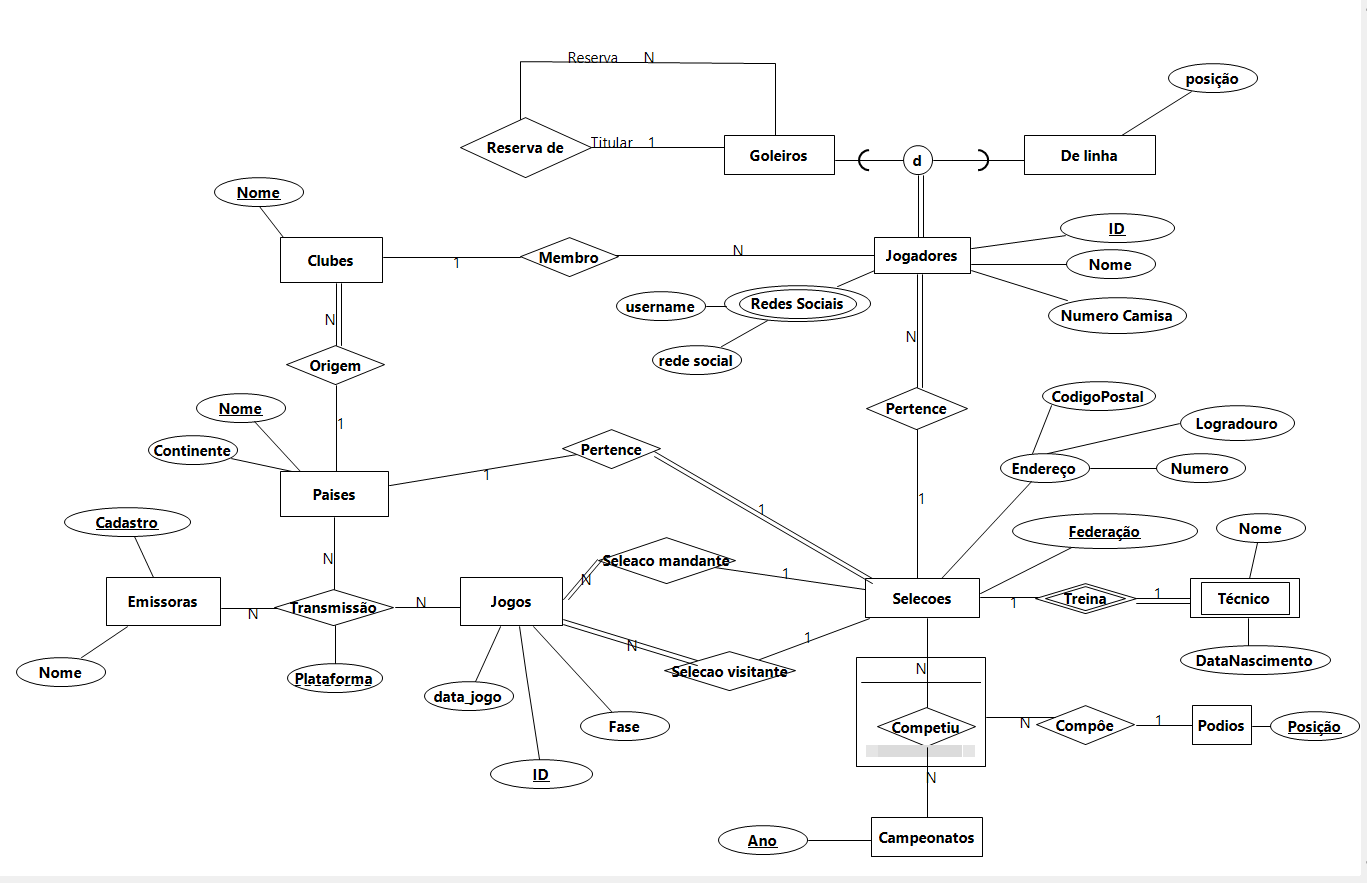 Reserva N
posição
Reserva de
Titular 1
Goleiros
d
De linha
Nome
ID
Clubes
1
Membro
N
Jogadores
Nome
username
Redes Sociais
Numero Camisa
rede social
N
N
Origem
Nome
1
Pertence
CodigoPostal
Continente
Pertence
Logradouro
1
Endereço
Numero
Paises
1
1
Cadastro
Federação
Nome
N
Seleaco mandante
N
1
Emissoras
N
Transmissão
N
Jogos
Selecoes
1
Treina
1
Técnico
1
N
Nome
Plataforma
Selecao visitante
N
DataNascimento
data_jogo
Fase
Competiu
N
Compôe
1
Podios
Posição
ID
N
Ano
Campeonatos